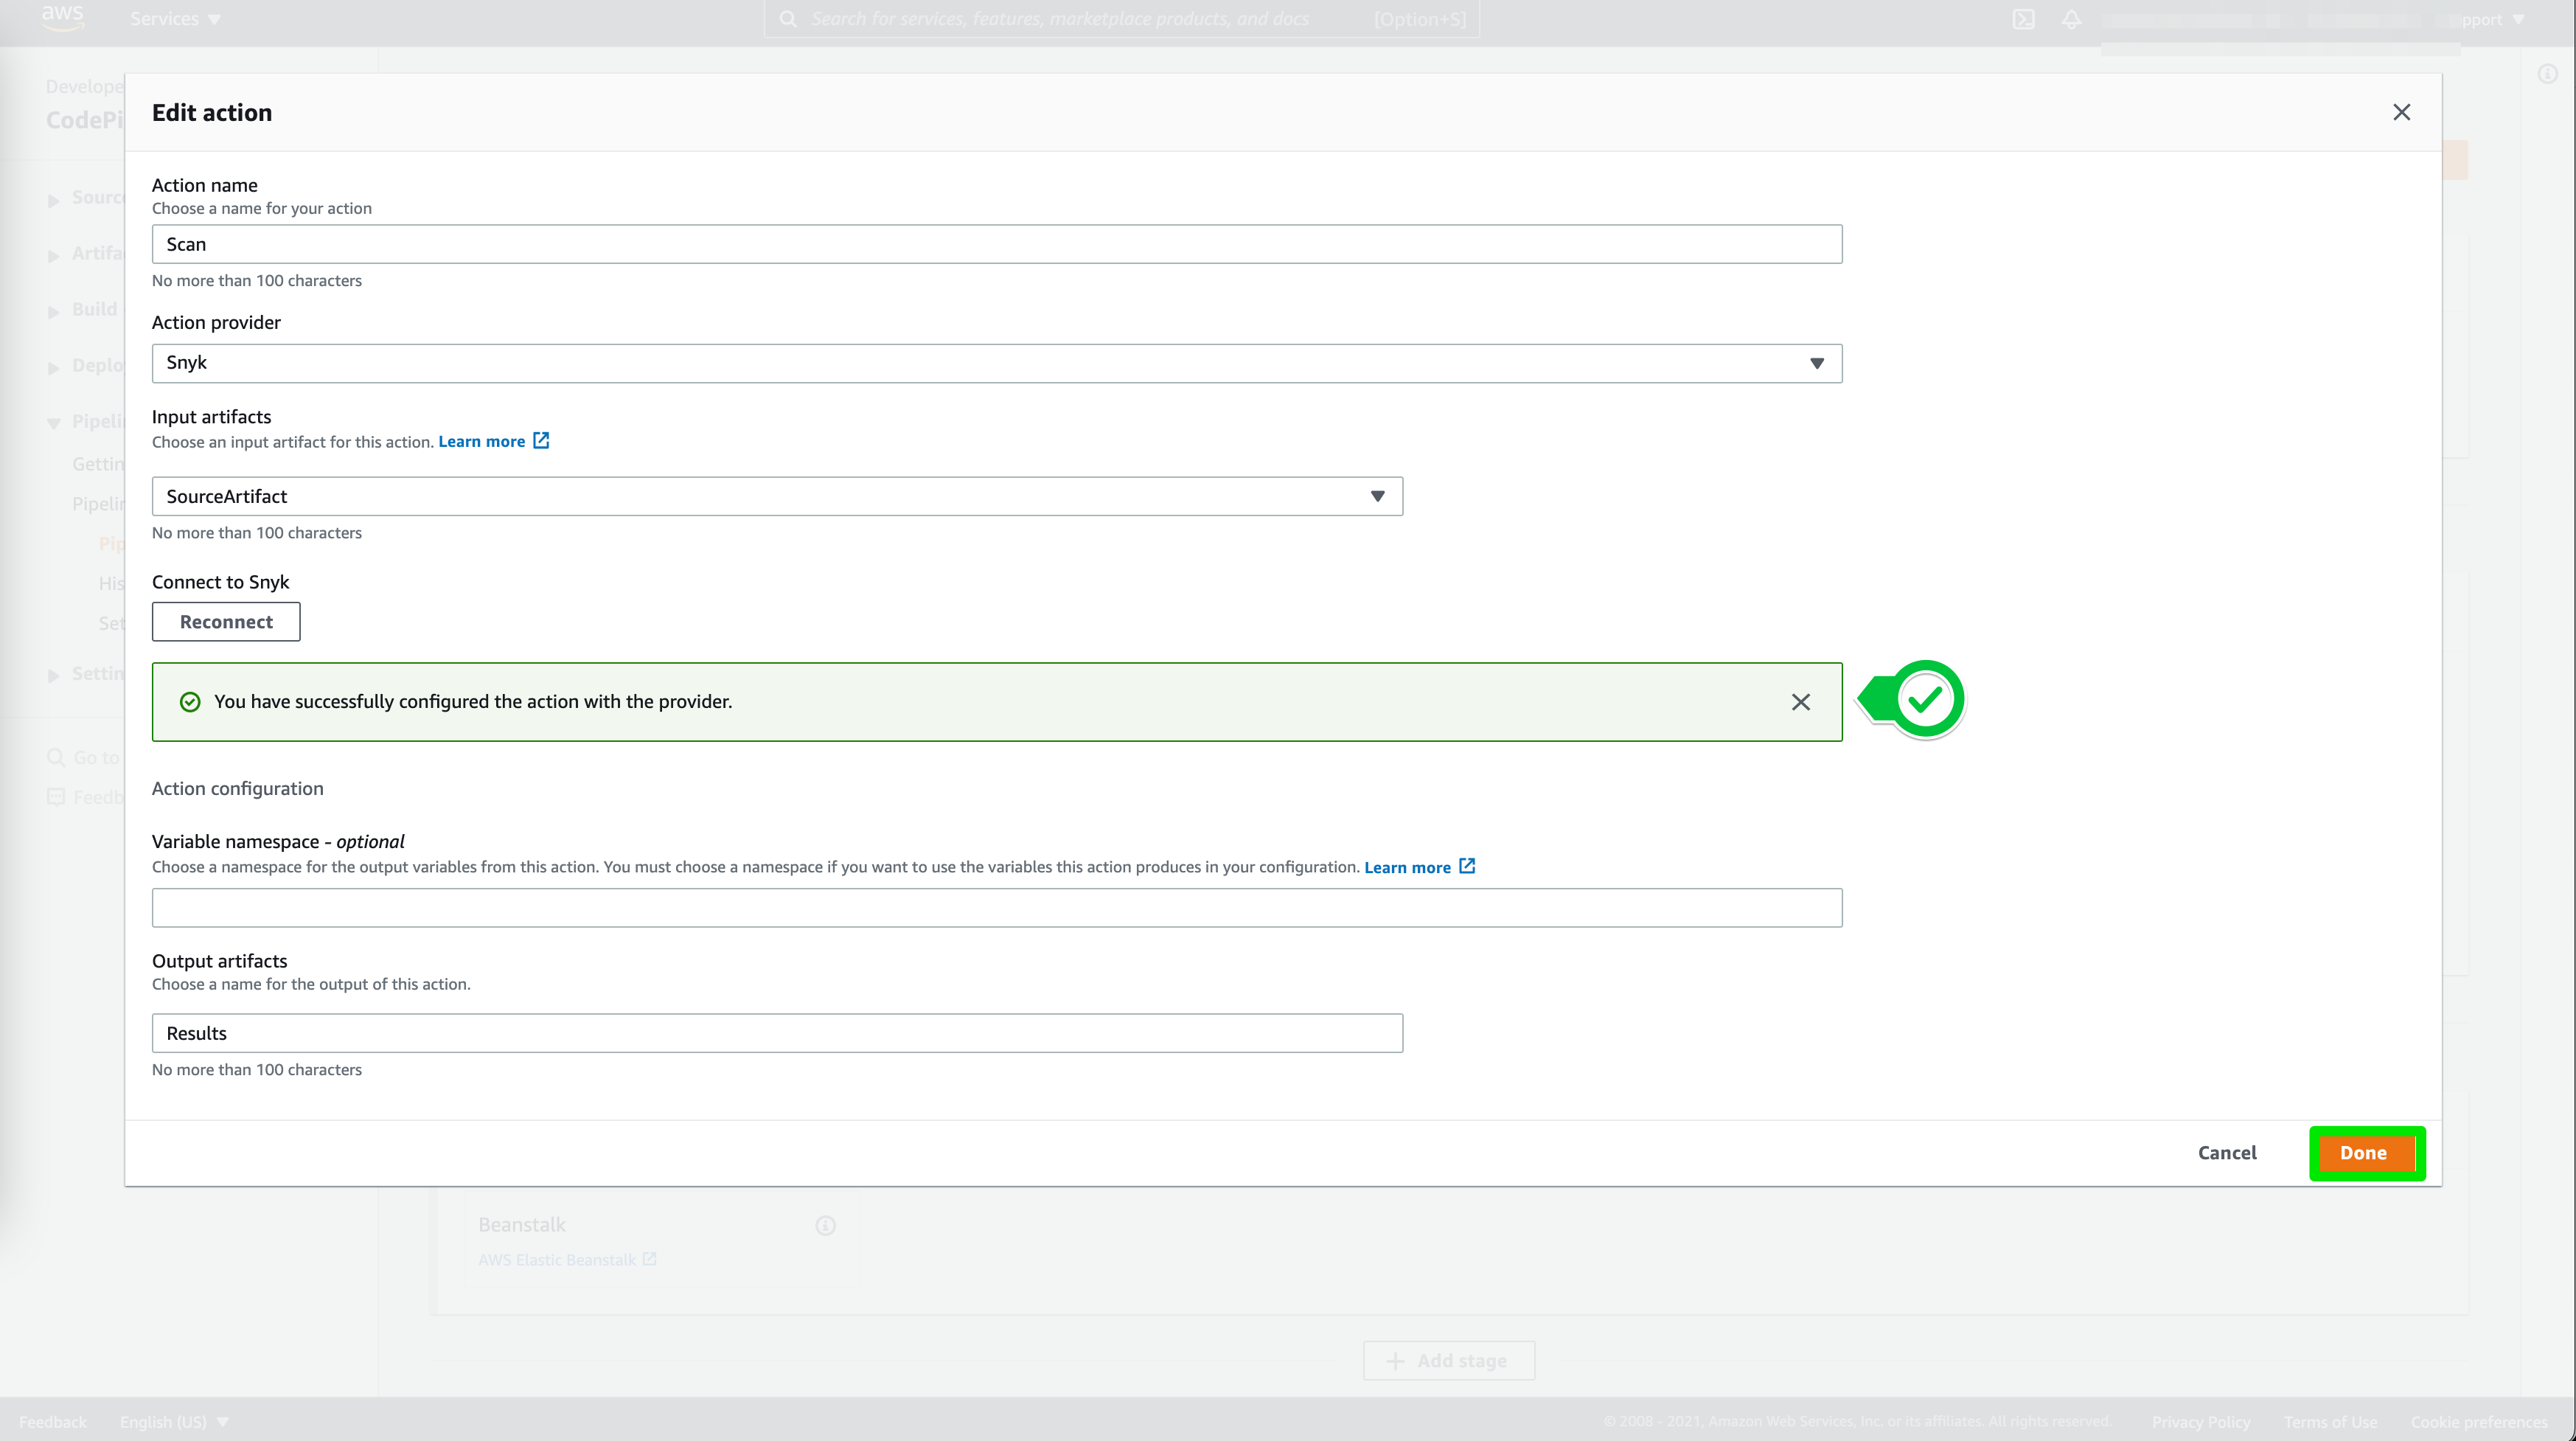 aws
Services
Search for services, features, marketplace products, and docs
[Option+S]
pport
Develope
CodePi
Edit action
Action name
Choose a name for your action
Scan
No more than 100 characters
Action provider
Snyk
Input artifacts
Choose an input artifact for this action. Learn more
SourceArtifact
No more than 100 characters
Connect to Snyk
Reconnect
You have successfully configured the action with the provider.
Action configuration
Variable namespace - optional
Choose a namespace for the output variables from this action. You must choose a namespace if you want to use the variables this action produces in your configuration. Learn more
Output artifacts
Choose a name for the output of this action.
Results
No more than 100 characters
Cancel
Done
Source
Artifa
Build
Deplo
Pipelin
Gettin
Pipelin
Pip
His
Set
Settin
Go to
Feedb
Beanstalk
AWS Elastic Beanstalk
Add stage
Feedback
English (US)
© 2008 - 2021, Amazon Web Services, Inc. or its affiliates. All rights reserved.
Privacy Policy
Terms of Use
Cookie preferences